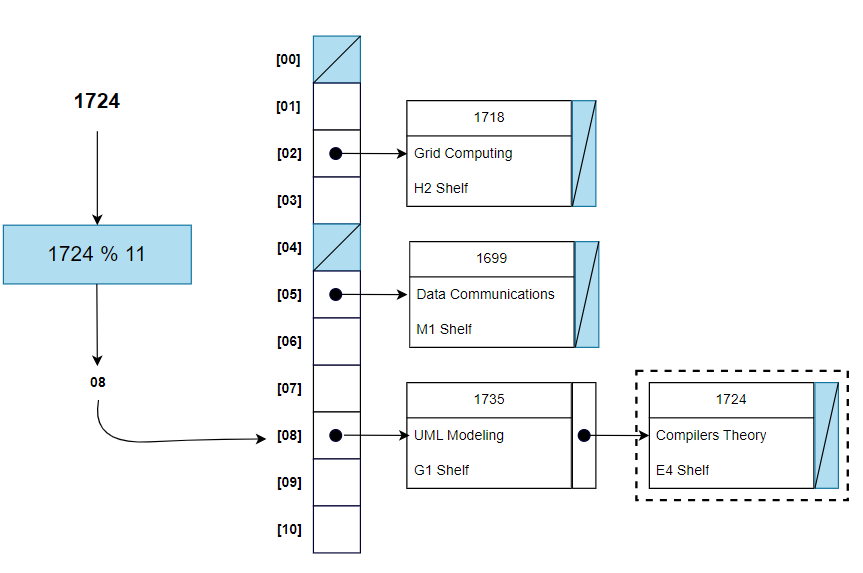 1724
1724 % 11
08
[00]
[01]
[02]
[03]
[04]
[05]
[06]
[07]
[08]
[09]
[10]
1718
Grid Computing
H2 Shelf
1699
Data Communications
M1 Shelf
1735
UML Modeling
G1 Shelf
1724
Compilers Theory
E4 Shelf